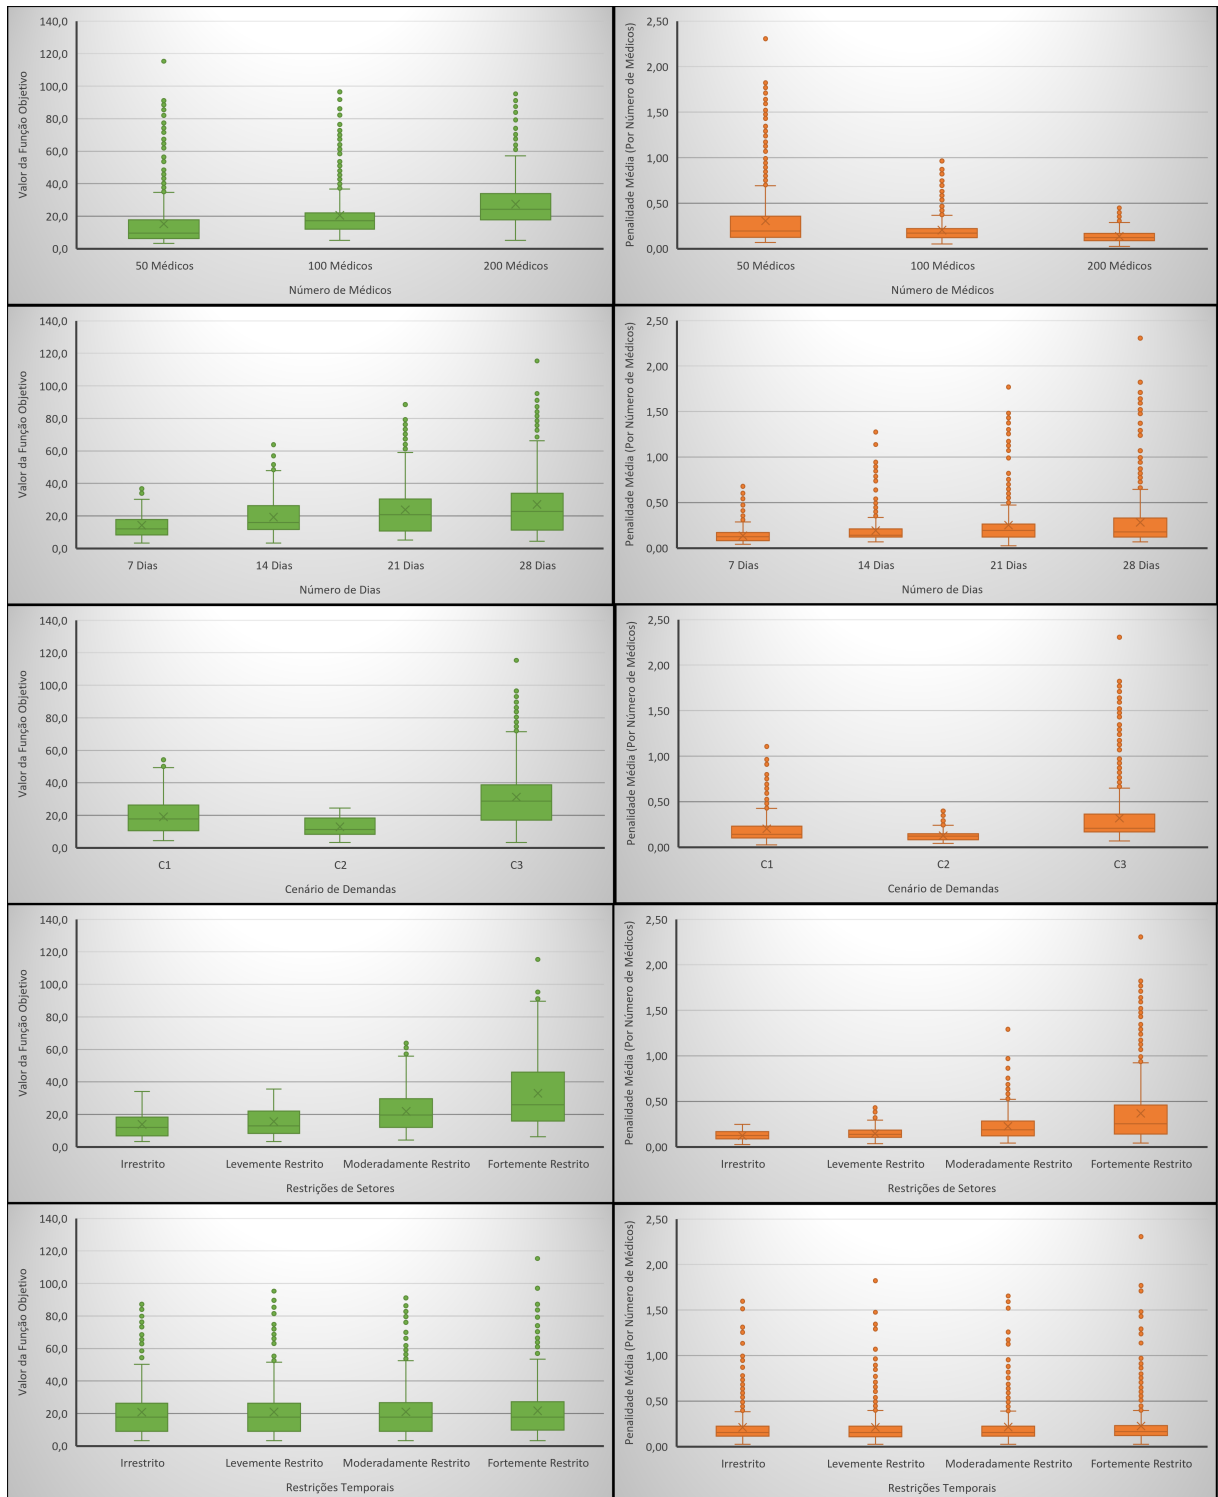 Valor da Função Objetivo
140,0
120,0
100,0
80,0
60,0
40,0
20,0
0,0
50 Médicos 100 Médicos 200 Médicos
Número de Médicos
Penalidade Média (Por Número de Médicos)
2,50
2,00
1,50
1,00
0,50
0,00
50 Médicos 100 Médicos 200 Médicos
Número de Médicos
Valor da Função Objetivo
140,0
120,0
100,0
80,0
60,0
40,0
20,0
0,0
7 Dias 14 Dias 21 Dias 28 Dias
Número de Dias
Penalidade Média (Por Número de Médicos)
2,50
2,00
1,50
1,00
0,50
0,00
7 Dias 14 Dias 21 Dias 28 Dias
Número de Dias
Valor da Função Objetivo
140,0
120,0
100,0
80,0
60,0
40,0
20,0
0,0
C1 C2 C3
Cenário de Demandas
Penalidade Média (Por Número de Médicos)
2,50
2,00
1,50
1,00
0,50
0,00
C1 C2 C3
Cenário de Demandas
Valor da Função Objetivo
140,0
120,0
100,0
80,0
60,0
40,0
20,0
0,0
Irrestrito Levemente Restrito Moderadamente Restrito Fortemente Restrito
Restrições de Setores
Penalidade Média (Por Número de Médicos)
2,50
2,00
1,50
1,00
0,50
0,00
Irrestrito Levemente Restrito Moderadamente Restrito Fortemente Restrito
Restrições de Setores
Valor da Função Objetivo
140,0
120,0
100,0
80,0
60,0
40,0
20,0
0,0
Irrestrito Levemente Restrito Moderadamente Restrito Fortemente Restrito
Restrições Temporais
Penalidade Média (Por Número de Médicos)
2,50
2,00
1,50
1,00
0,50
0,00
Irrestrito Levemente Restrito Moderadamente Restrito Fortemente Restrito
Restrições Temporais